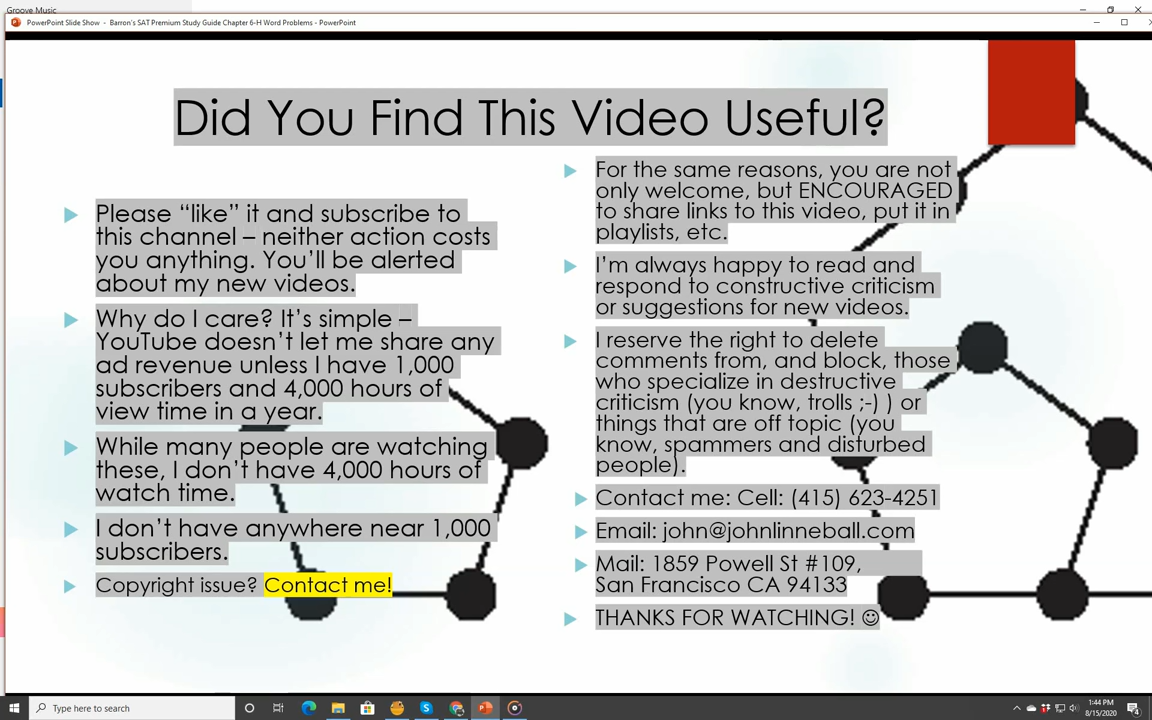 Groove Music
PowerPoint Slide Show - Barron's SAT Premium Study Guide Chapter 6-H Word Problems - PowerPoint
Did You Find This Video Useful?
Please “like” it and subscribe to
this channel – neither action costs
you anything. You’ll be alerted
about my new videos.
Why do I care? It’s simple –
YouTube doesn’t let me share any
ad revenue unless I have 1,000
subscribers and 4,000 hours of
view time in a year.
While many people are watching
these, I don’t have 4,000 hours of
watch time.
I don’t have anywhere near 1,000
subscribers.
Copyright issue? Contact me!
For the same reasons, you are not
only welcome, but ENCOURAGED
to share links to this video, put it in
playlists, etc.
I’m always happy to read and
respond to constructive criticism
or suggestions for new videos.
I reserve the right to delete
comments from, and block, those
who specialize in destructive
criticism (you know, trolls ;-) ) or
things that are off topic (you
know, spammers and disturbed
people).
Contact me: Cell: (415) 623-4251
Email: john@johnlinneball.com
Mail: 1859 Powell St #109,
San Francisco CA 94133
THANKS FOR WATCHING! ☺
Type here to search
1:44 PM
8/15/2020